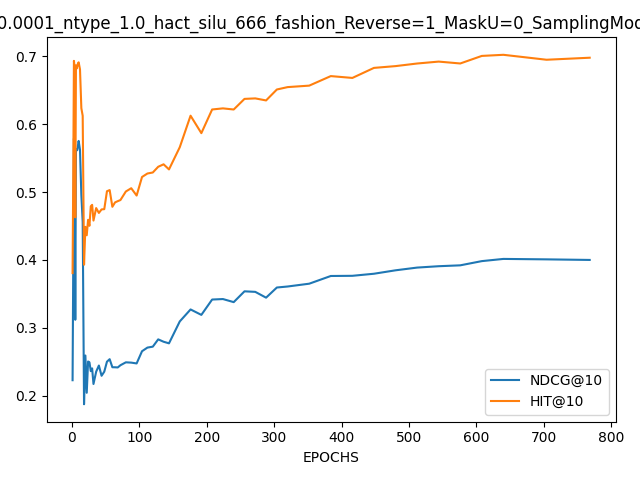 0.0001_ntype_1.0_hact_silu_666_fashion_Reverse=1_MaskU=0_SamplingMod
0.7
0.6
0.5
0.4
0.3
0.2
NDCG@10
HIT@10
0 100 200 300 400 500 600 700 800
EPOCHS